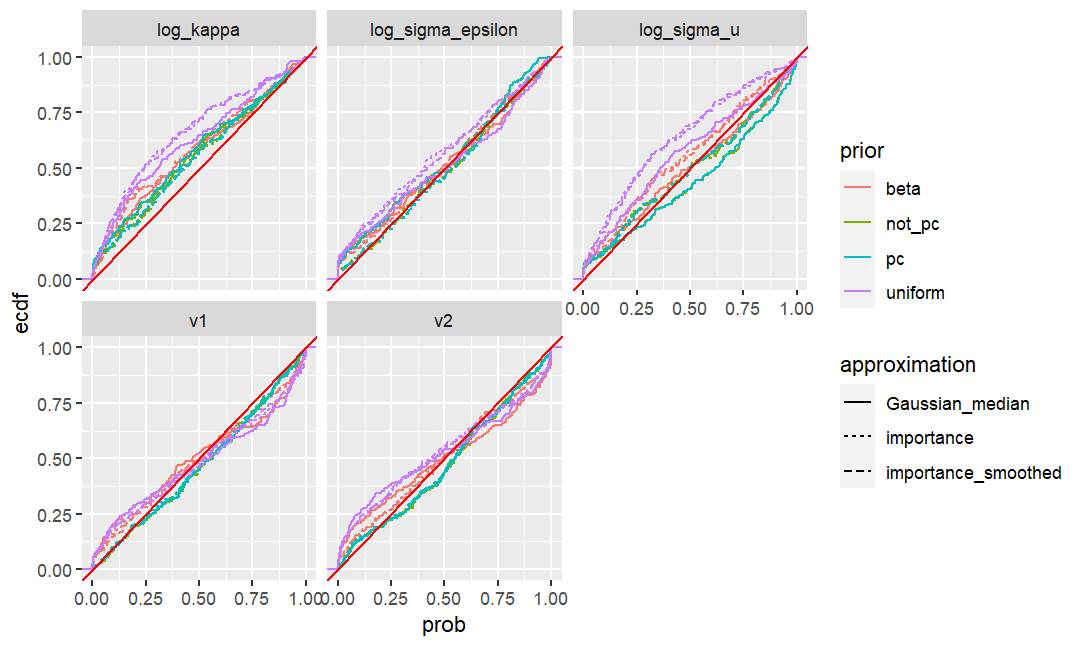 log_kappa
log_sigma_epsilon
log_sigma_u
1.00
0.75
0.50
0.25
0.00
0.00 0.25 0.50 0.75 1.00
v1
v2
1.00
0.75
0.50
0.25
0.00
0.00 0.25 0.50 0.75 1.00
0.00 0.25 0.50 0.75 1.00
ecdf
prob
prior
beta
not_pc
pc
uniform
approximation
Gaussian_median
importance
importance_smoothed